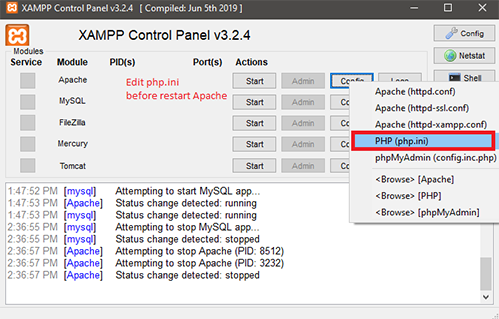 XAMPP Control Panel v3.2.4 [ Compiled: Jun 5th 2019 ]
XAMPP Control Panel v3.2.4
Config
Modules
Service Module PID(s) Port(s) Actions
Netstat
Apache Start Admin Config Logs
Shell
Edit php.ini
before restart Apache
MySQL Start Admin
FileZilla Start Admin
Mercury Start Admin
Tomcat Start Admin
Apache (httpd.conf)
Apache (httpd-ssl.conf)
Apache (httpd-xampp.conf)
PHP (php.ini)
phpMyAdmin (config.inc.php)
<Browse> [Apache]
<Browse> [PHP]
<Browse> [phpMyAdmin]
1:47:52 PM [mysql] Attempting to start MySQL app...
1:47:53 PM [Apache] Status change detected: running
1:47:53 PM [mysql] Status change detected: running
2:36:55 PM [mysql] Attempting to stop MySQL app...
2:36:56 PM [mysql] Status change detected: stopped
2:36:57 PM [Apache] Attempting to stop Apache (PID: 8512)
2:36:57 PM [Apache] Attempting to stop Apache (PID: 3232)
2:36:57 PM [Apache] Status change detected: stopped